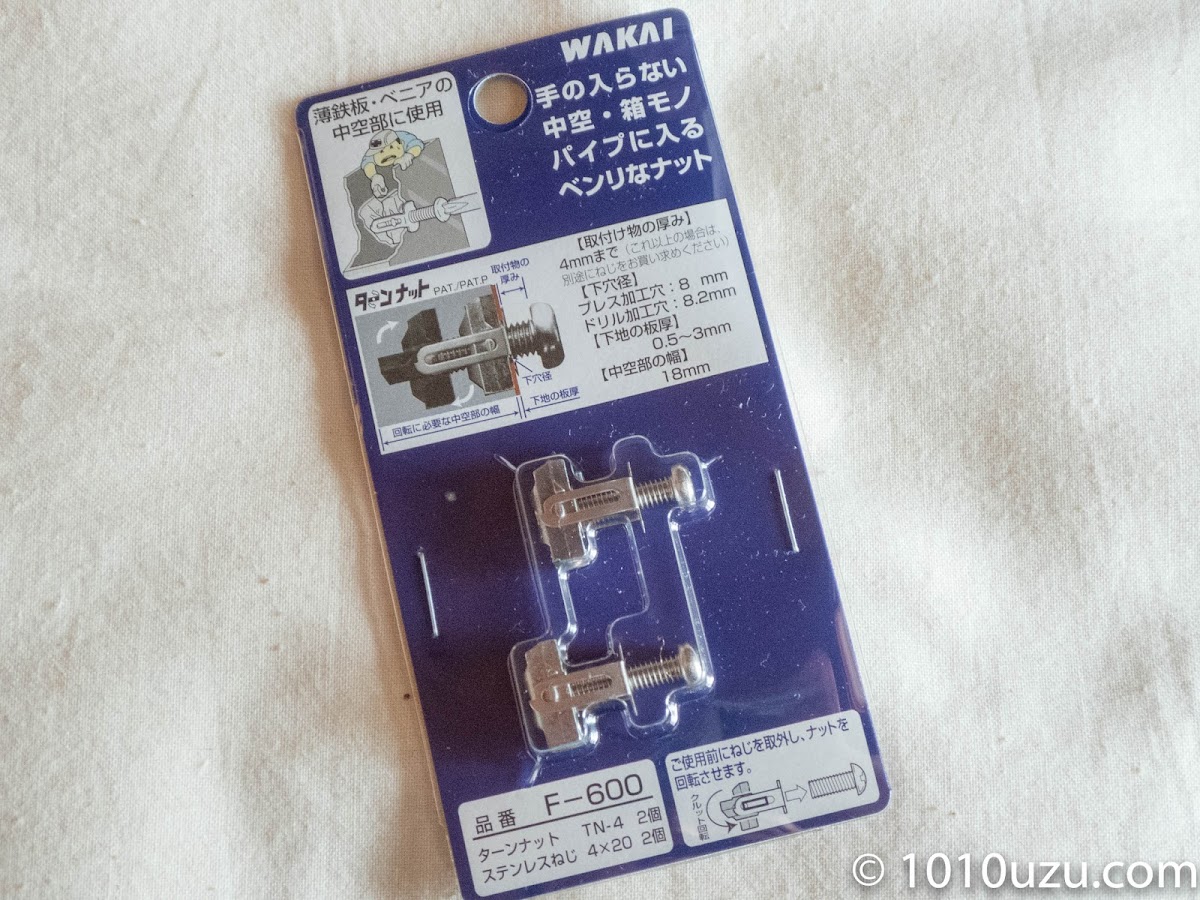 WAKAI
手の入らない
中空・箱モノ
パイプに入る
ベンリなナット
薄鉄板・ベニアの
中空部に使用
【取付け物の厚み】
4mmまで（これ以上の場合は、
別途にねじをお買い求めください）
【下穴径】
プレス加工穴：8 mm
ドリル加工穴：8.2mm
【下地の板厚】
0.5〜3mm
【中空部の幅】
18mm
ターンナット PAT./PAT.P
取付物の
厚み
下穴径
下地の板厚
回転に必要な中空部の幅
品番 F-600
ターンナット TN-4 2個
ステンレスねじ 4×20 2個
ご使用前にねじを取外し、ナットを
回転させます。
クルット
回転
© 1010uzu.com